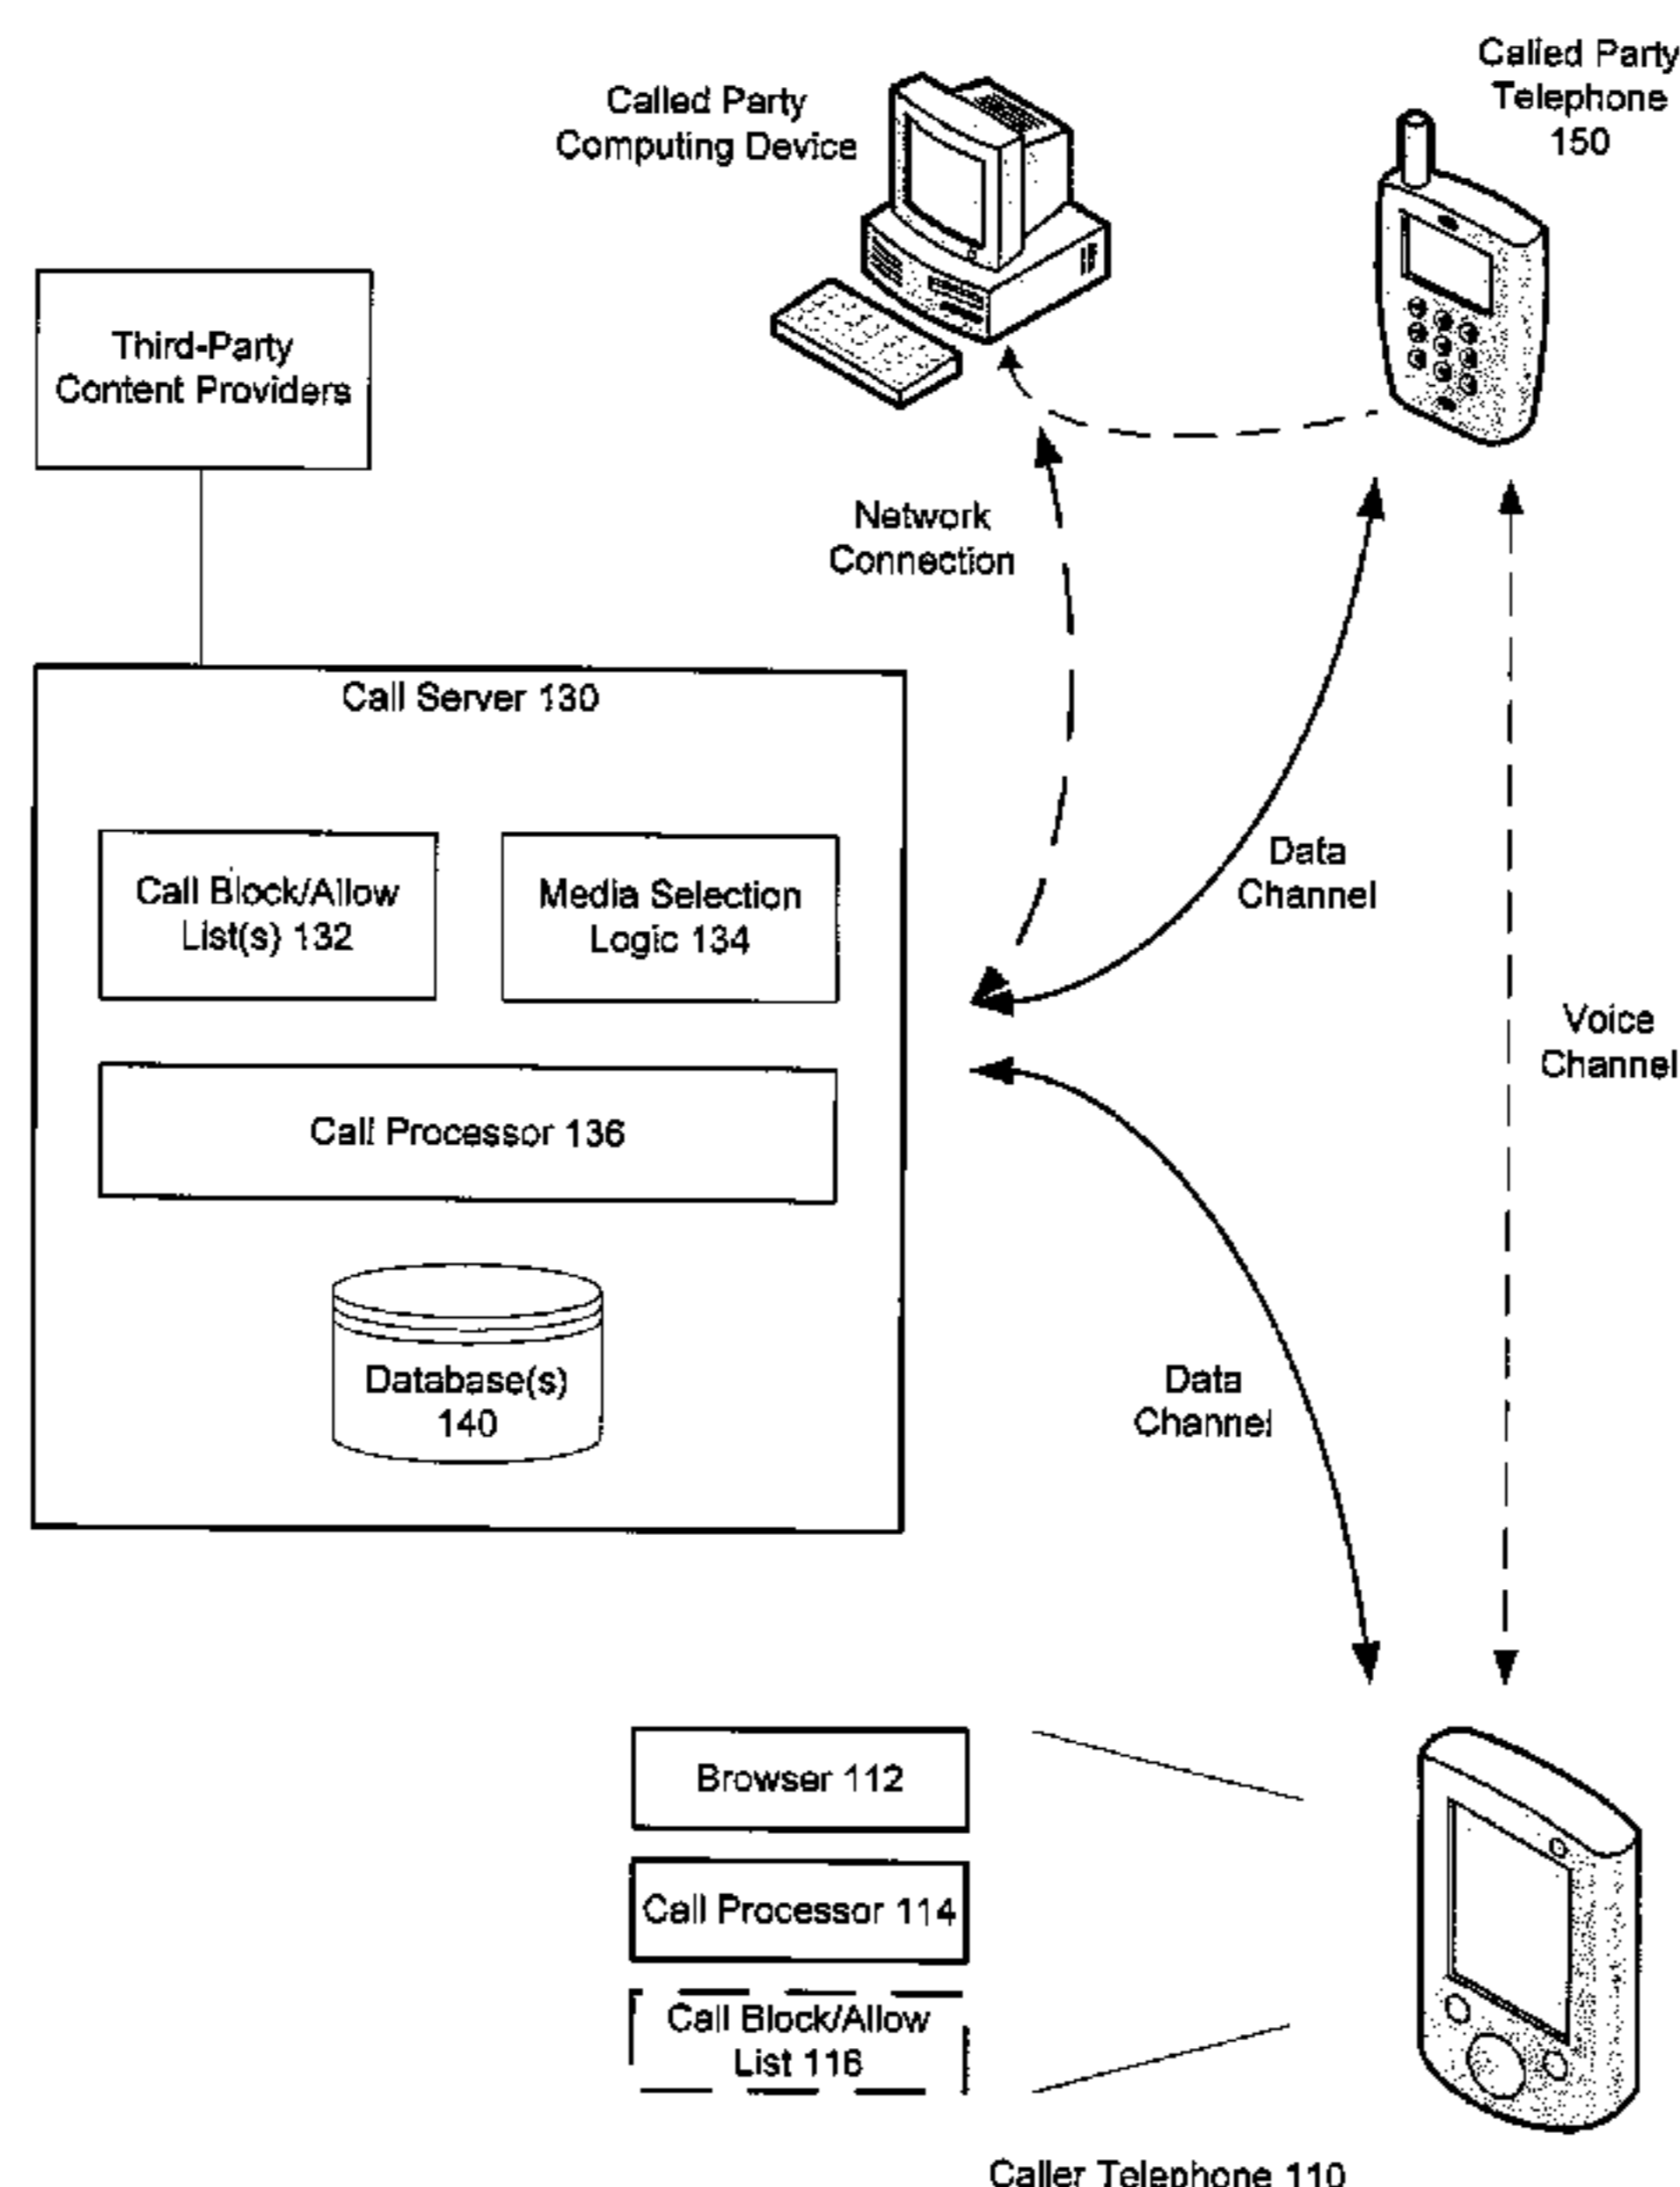 Called Party
Telephone
150
Called Party
Computing Device
Third-Party
Content Providers
Network
Connection
Call Server 130
Call Block/Allow
List(s) 132
Media Selection
Logic 134
Data
Channel
Voice
Channel
Call Processor 136
Database(s)
140
Data
Channel
Browser 112
Call Processor 114
Call Block/Allow
List 116
Caller Telephone 110